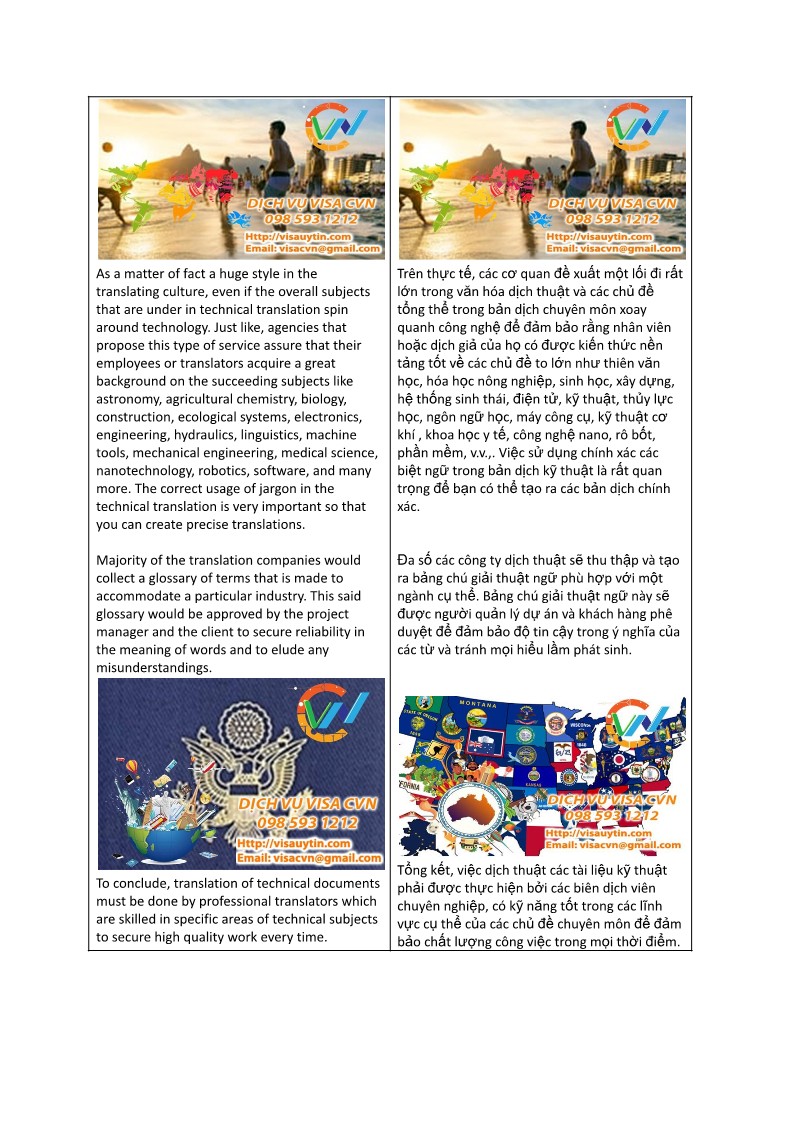 DỊCH VỤ VISA CVN
098 593 1212
Http://visauytin.com
Email: visacvn@gmail.com
As a matter of fact a huge style in the
translating culture, even if the overall subjects
that are under in technical translation spin
around technology. Just like, agencies that
propose this type of service assure that their
employees or translators acquire a great
background on the succeeding subjects like
astronomy, agricultural chemistry, biology,
construction, ecological systems, electronics,
engineering, hydraulics, linguistics, machine
tools, mechanical engineering, medical science,
nanotechnology, robotics, software, and many
more. The correct usage of jargon in the
technical translation is very important so that
you can create precise translations.
Majority of the translation companies would
collect a glossary of terms that is made to
accommodate a particular industry. This said
glossary would be approved by the project
manager and the client to secure reliability in
the meaning of words and to elude any
misunderstandings.
CVN
DỊCH VỤ VISA CVN
098 593 1212
Http://visauytin.com
Email: visacvn@gmail.com
To conclude, translation of technical documents
must be done by professional translators which
are skilled in specific areas of technical subjects
to secure high quality work every time.
DỊCH VỤ VISA CVN
098 593 1212
Http://visauytin.com
Email: visacvn@gmail.com
Trên thực tế, các cơ quan đề xuất một lối đi rất
lớn trong văn hóa dịch thuật và các chủ đề
tổng thể trong bản dịch chuyên môn xoay
quanh công nghệ để đảm bảo rằng nhân viên
hoặc dịch giả của họ có được kiến thức nền
tảng tốt về các chủ đề to lớn như thiên văn
học, hóa học nông nghiệp, sinh học, xây dựng,
hệ thống sinh thái, điện tử, kỹ thuật, thủy lực
học, ngôn ngữ học, máy công cụ, kỹ thuật cơ
khí , khoa học y tế, công nghệ nano, rô bốt,
phần mềm, v.v.,. Việc sử dụng chính xác các
biệt ngữ trong bản dịch kỹ thuật là rất quan
trọng để bạn có thể tạo ra các bản dịch chính
xác.
Đa số các công ty dịch thuật sẽ thu thập và tạo
ra bảng chú giải thuật ngữ phù hợp với một
ngành cụ thể. Bảng chú giải thuật ngữ này sẽ
được người quản lý dự án và khách hàng phê
duyệt để đảm bảo độ tin cậy trong ý nghĩa của
các từ và tránh mọi hiểu lầm phát sinh.
MONTANA
STATE OF OREGON
1859
WISCONSIN
1848
KANSAS
DỊCH VỤ VISA CVN
098 593 1212
Http://visauytin.com
Email: visacvn@gmail.com
Tổng kết, việc dịch thuật các tài liệu kỹ thuật
phải được thực hiện bởi các biên dịch viên
chuyên nghiệp, có kỹ năng tốt trong các lĩnh
vực cụ thể của các chủ đề chuyên môn để đảm
bảo chất lượng công việc trong mọi thời điểm.